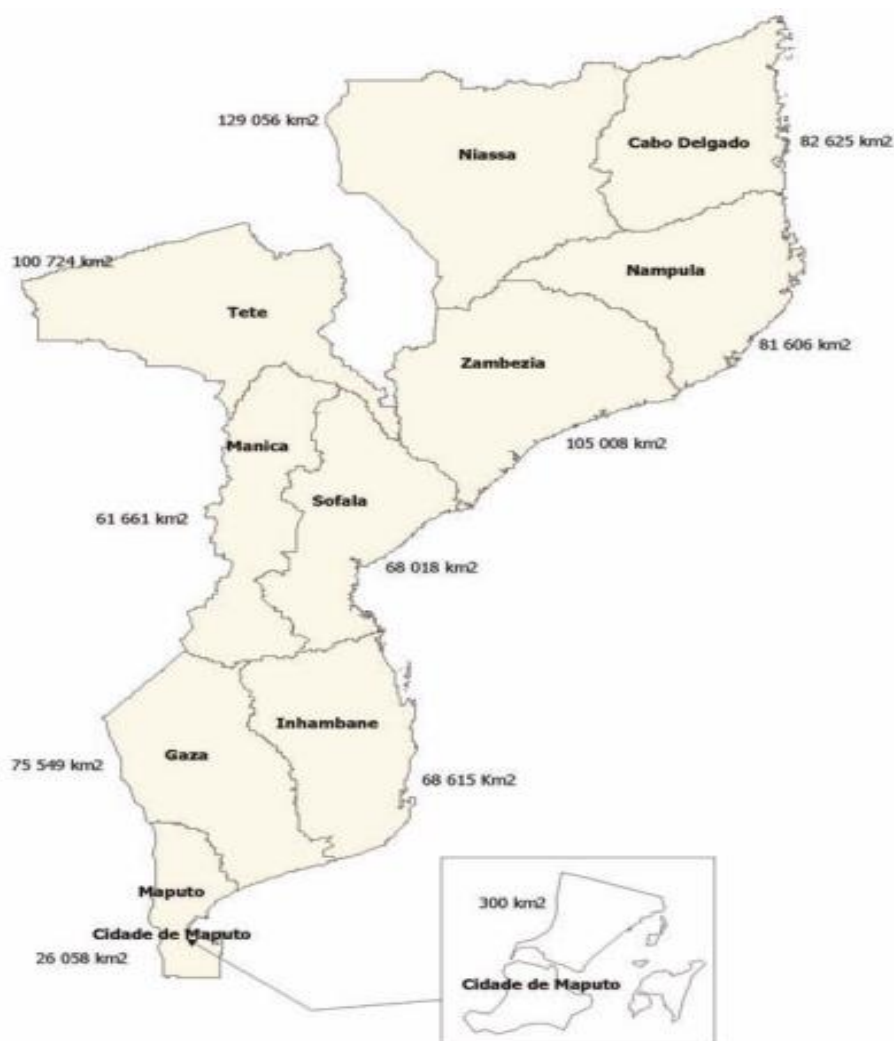 129 056 km2
Niassa
Cabo Delgado
82 625 km2
100 724 km2
Tete
Nampula
81 606 km2
Zambezia
105 008 km2
Manica
61 661 km2
Sofala
68 018 km2
Inhambane
Gaza
75 549 km2
68 615 Km2
Maputo
Cidade de Maputo
26 058 km2
300 km2
Cidade de Maputo